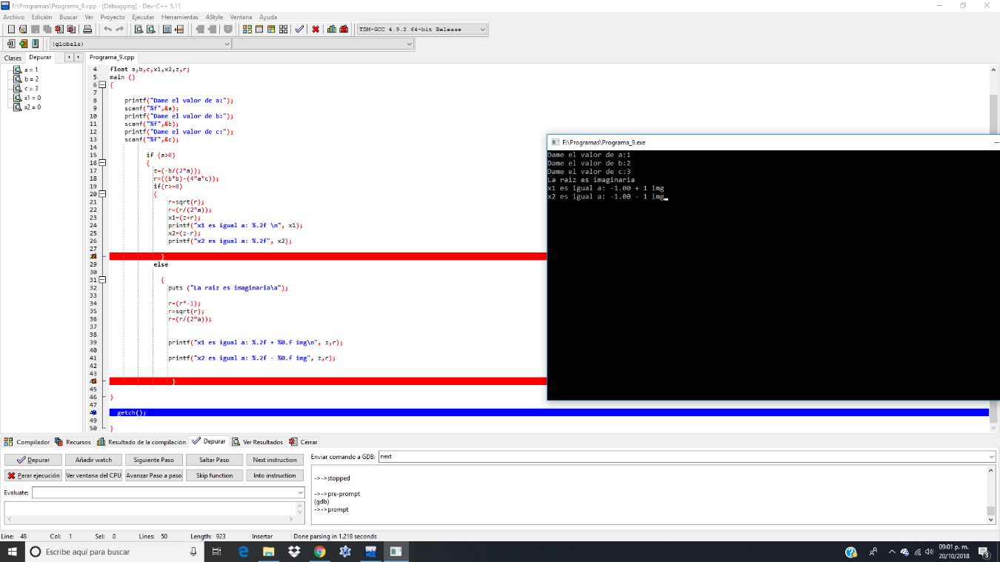 F:\Programas\Programa_9.cpp - [Debugging] - Dev-C++ 5.11
Archivo Edición Buscar Ver Proyecto Ejecutar Herramientas AStyle Ventana Ayuda
TDM-GCC 4.9.2 64-bit Release
(globals)
Clases Depurar
Programa_9.cpp
a = 1
b = 2
c = 3
x1 = 0
x2 = 0
4 float a,b,c,x1,x2,z,r;
5 main ()
6 {
7
8 printf("Dame el valor de a:");
9 scanf("%f",&a);
10 printf("Dame el valor de b:");
11 scanf("%f",&b);
12 printf("Dame el valor de c:");
13 scanf("%f",&c);
14
15 if (a>0)
16 {
17 z=(-b/(2*a));
18 r=((b*b)-(4*a*c));
19 if(r>=0)
20 {
21 r=sqrt(r);
22 r=(r/(2*a));
23 x1=(z+r);
24 printf("x1 es igual a: %.2f \n", x1);
25 x2=(z-r);
26 printf("x2 es igual a: %.2f", x2);
27
}
29 else
30
31 {
32 puts ("La raiz es imaginaria\a");
33
34 r=(r*-1);
35 r=sqrt(r);
36 r=(r/(2*a));
37
38
39 printf("x1 es igual a: %.2f + %0.f img\n", z,r);
40
41 printf("x2 es igual a: %.2f - %0.f img", z,r);
42
43
}
45
46 }
47
getch();
49
50 }
F:\Programas\Programa_9.exe
Dame el valor de a:1
Dame el valor de b:2
Dame el valor de c:3
La raiz es imaginaria
x1 es igual a: -1.00 + 1 img
x2 es igual a: -1.00 - 1 img
Compilador Recursos Resultado de la compilación Depurar Ver Resultados Cerrar
Depurar Añadir watch Siguiente Paso Saltar Paso Next instruction
Parar ejecución Ver ventana del CPU Avanzar Paso a paso Skip function Into instruction
Evaluate:
Enviar comando a GDB: next
->->stopped
->->pre-prompt
(gdb)
->->prompt
Line: 48 Col: 1 Sel: 0 Lines: 50 Length: 923 Insertar Done parsing in 1.218 seconds
Escribe aquí para buscar
09:01 p. m.
20/10/2018
3